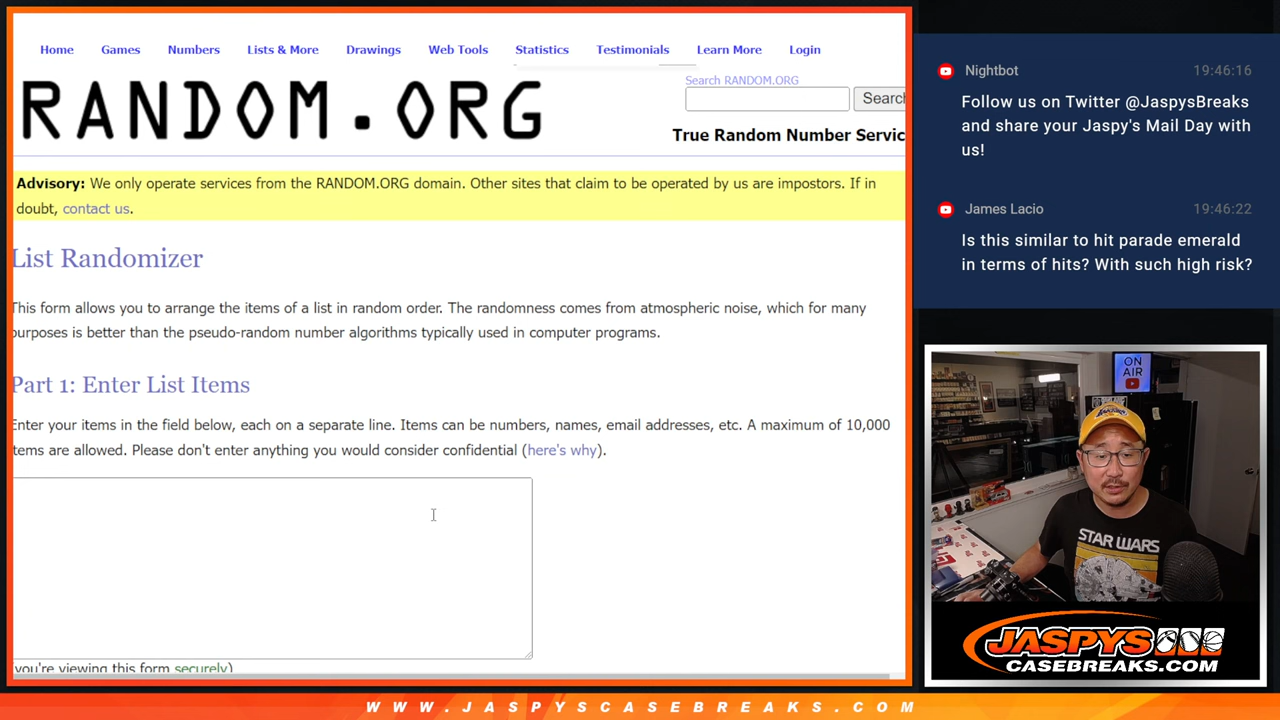 Home Games Numbers Lists & More Drawings Web Tools Statistics Testimonials Learn More Login
RANDOM.ORG
Search RANDOM.ORG
Search
True Random Number Servic
Advisory: We only operate services from the RANDOM.ORG domain. Other sites that claim to be operated by us are impostors. If in
doubt, contact us.
List Randomizer
This form allows you to arrange the items of a list in random order. The randomness comes from atmospheric noise, which for many
purposes is better than the pseudo-random number algorithms typically used in computer programs.
Part 1: Enter List Items
Enter your items in the field below, each on a separate line. Items can be numbers, names, email addresses, etc. A maximum of 10,000
items are allowed. Please don't enter anything you would consider confidential (here's why).
you're viewing this form securely)
Nightbot 19:46:16
Follow us on Twitter @JaspysBreaks
and share your Jaspy's Mail Day with
us!
James Lacio 19:46:22
Is this similar to hit parade emerald
in terms of hits? With such high risk?
ON
AIR
STAR WARS
JASPYS
CASEBREAKS.COM
WWW.JASPYSCASEBREAKS.COM